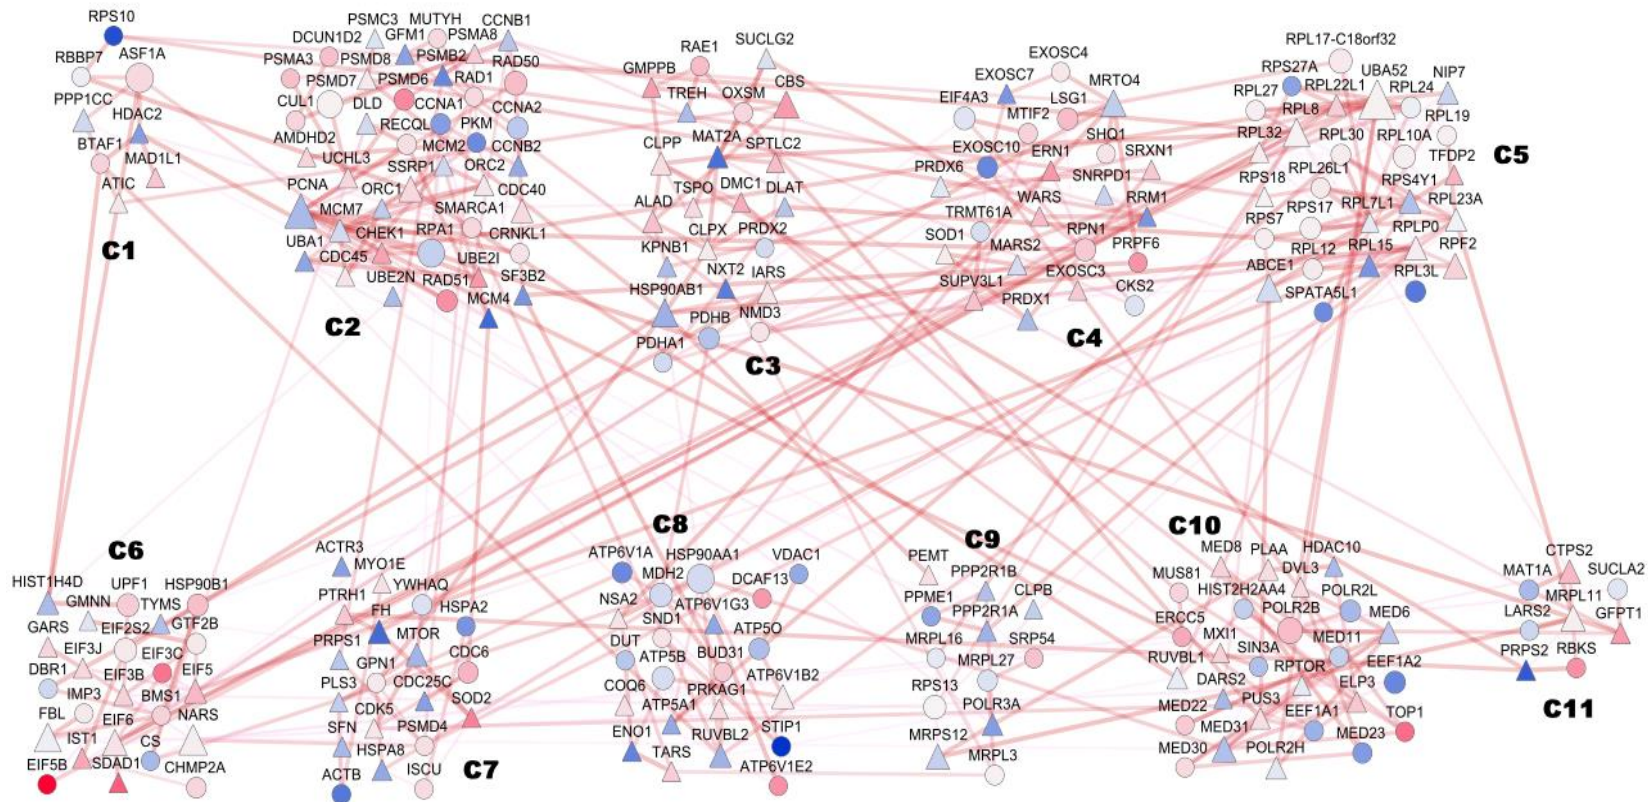 RPS10
RBBP7
ASF1A
PPP1CC
HDAC2
BTAF1
MAD1L1
ATIC
C1
PSMC3
MUTYH
CCNB1
DCUN1D2
GFM1
PSMA8
PSMA3
PSMD8
PSMB2
RAD50
PSMD7
PSMD6
RAD1
CUL1
DLD
CCNA1
CCNA2
AMDHD2
RECQL
PKM
UCHL3
MCM2
CCNB2
SSRP1
ORC2
PCNA
ORC1
CDC40
MCM7
SMARCA1
UBA1
CHEK1
RPA1
CRNKL1
CDC45
UBE2I
UBE2N
RAD51
SF3B2
MCM4
C2
RAE1
SUCLG2
GMPPB
CBS
TREH
OXSM
MAT2A
CLPP
SPTLC2
TSPO
DMC1
DLAT
ALAD
CLPX
PRDX2
KPNB1
NXT2
IARS
HSP90AB1
PDHB
NMD3
PDHA1
C3
EXOSC4
EXOSC7
MRTO4
EIF4A3
LSG1
MTIF2
SHQ1
EXOSC10
ERN1
SRXN1
PRDX6
SNRPD1
WARS
RRM1
TRMT61A
RPN1
SOD1
MARS2
PRPF6
EXOSC3
SUPV3L1
PRDX1
CKS2
C4
RPL17-C18orf32
RPS27A
UBA52
NIP7
RPL27
RPL22L1
RPL24
RPL8
RPL19
RPL32
RPL30
RPL10A
TFDP2
RPL26L1
RPS18
RPS4Y1
RPL23A
RPS7
RPS17
RPL7L1
RPLP0
RPL12
RPL15
RPF2
ABCE1
RPL3L
SPATA5L1
C5
C6
HIST1H4D
UPF1
HSP90B1
GMNN
TYMS
GARS
EIF2S2
GTF2B
EIF3J
EIF3C
DBR1
EIF3B
EIF5
IMP3
BMS1
FBL
EIF6
NARS
IST1
CS
EIF5B
SDAD1
CHMP2A
ACTR3
MYO1E
YWHAQ
PTRH1
FH
HSPA2
PRPS1
MTOR
GPN1
CDC6
PLS3
CDC25C
SOD2
CDK5
SFN
PSMD4
HSPA8
ACTB
ISCU
C7
C8
ATP6V1A
HSP90AA1
VDAC1
MDH2
DCAF13
NSA2
ATP6V1G3
SND1
DUT
ATP5O
ATP5B
BUD31
COQ6
ATP6V1B2
PRKAG1
ATP5A1
ENO1
RUVBL2
STIP1
TARS
ATP6V1E2
C9
PEMT
PPP2R1B
PPME1
CLPB
PPP2R1A
MRPL16
SRP54
MRPL27
RPS13
POLR3A
MRPS12
MRPL3
C10
MED8
PLAA
HDAC10
MUS81
DVL3
HIST2H2AA4
POLR2L
ERCC5
POLR2B
MED6
MXI1
MED11
RUVBL1
SIN3A
EEF1A2
RPTOR
DARS2
ELP3
PUS3
MED22
EEF1A1
TOP1
MED31
MED23
MED30
POLR2H
CTPS2
MAT1A
SUCLA2
MRPL11
LARS2
GFPT1
PRPS2
RBKS
C11